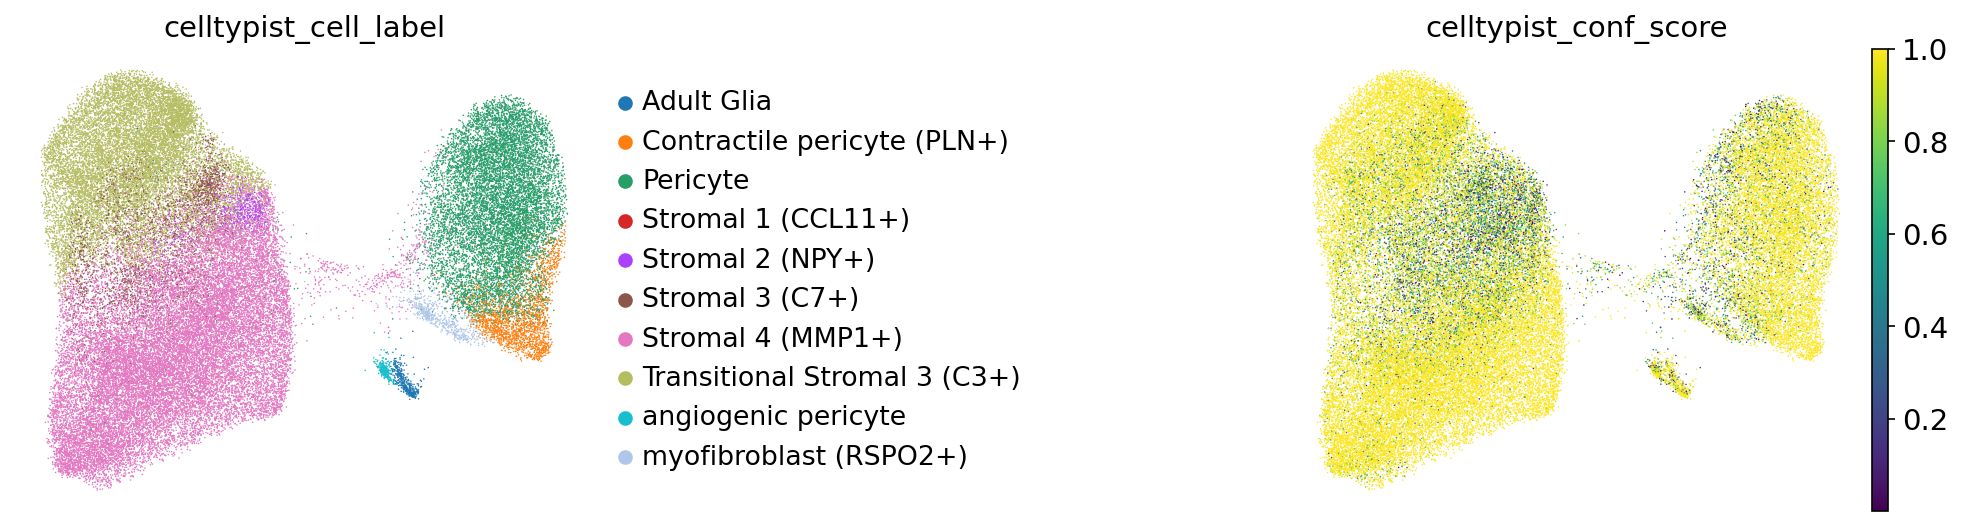 celltypist_cell_label
Adult Glia
Contractile pericyte (PLN+)
Pericyte
Stromal 1 (CCL11+)
Stromal 2 (NPY+)
Stromal 3 (C7+)
Stromal 4 (MMP1+)
Transitional Stromal 3 (C3+)
angiogenic pericyte
myofibroblast (RSPO2+)
celltypist_conf_score
1.0
0.8
0.6
0.4
0.2